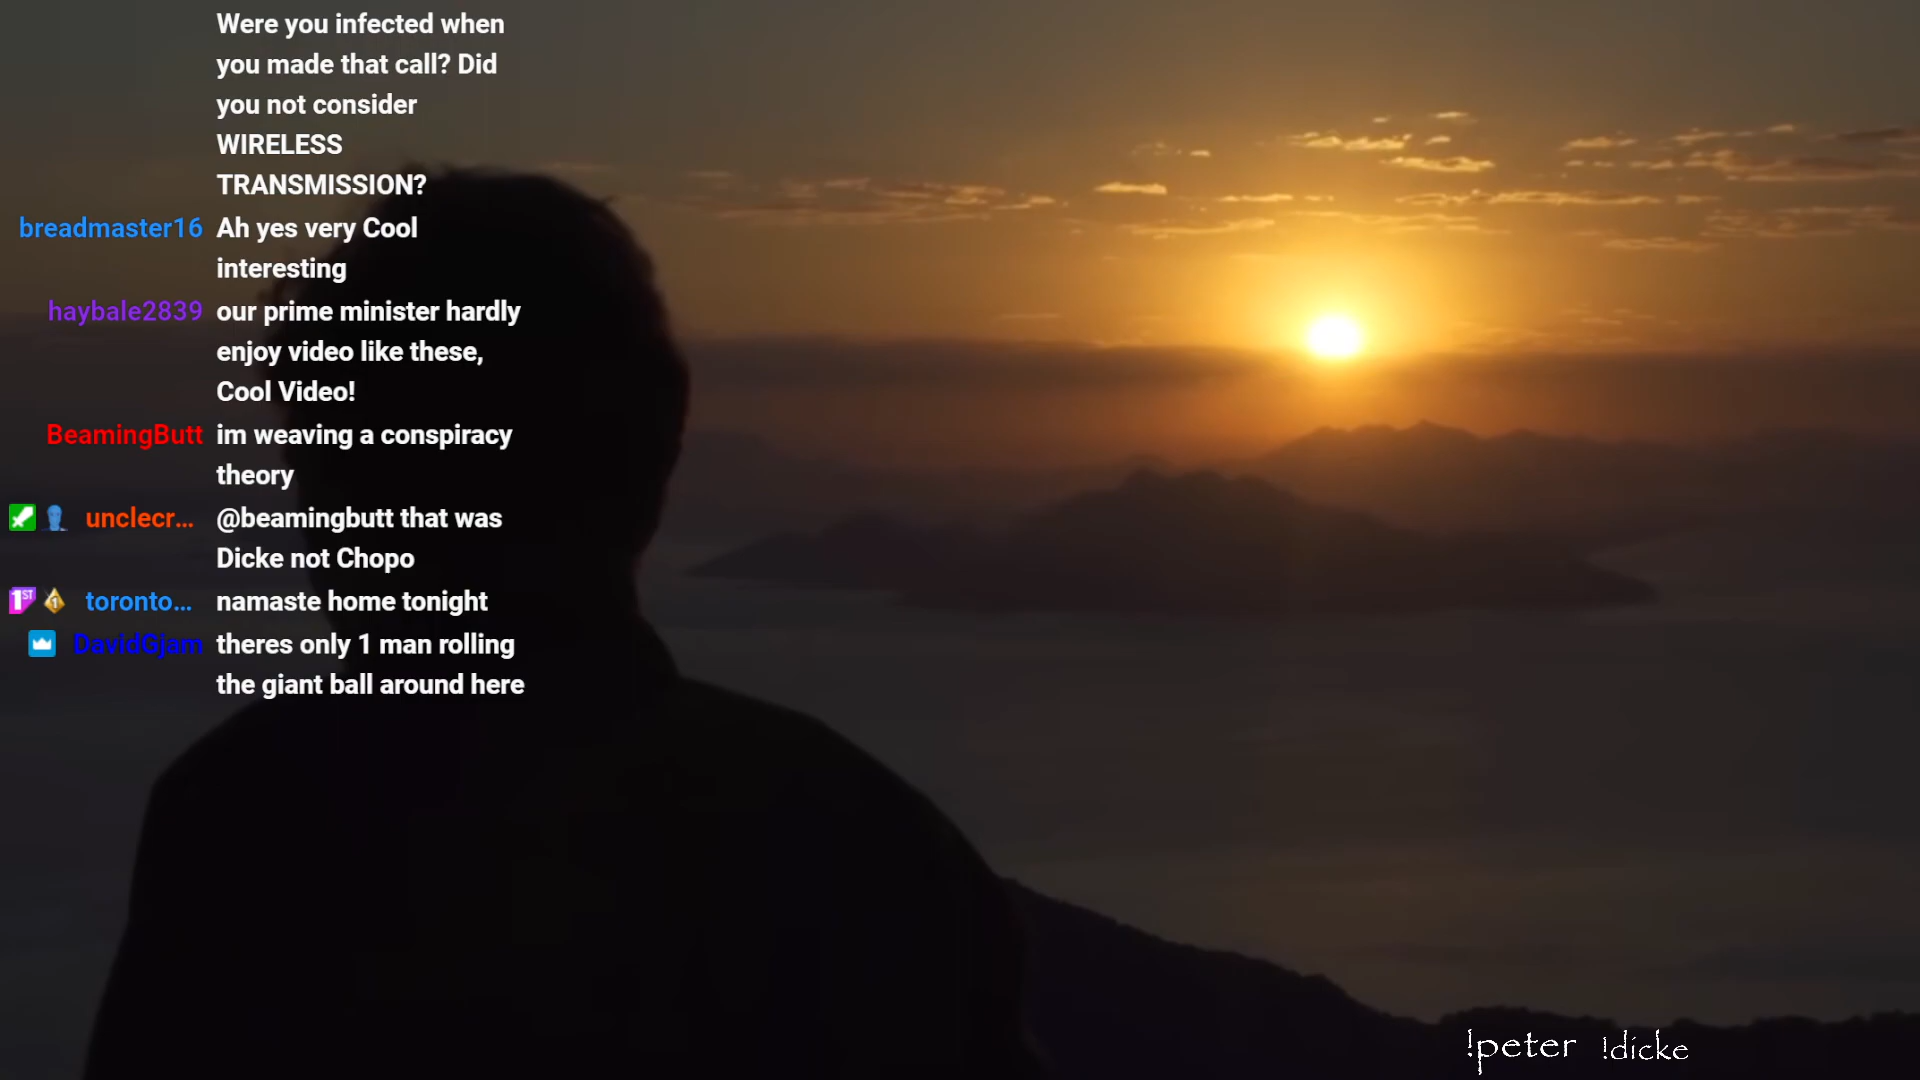 Were you infected when
you made that call? Did
you not consider
WIRELESS
TRANSMISSION?
breadmaster16 Ah yes very Cool
interesting
haybale2839 our prime minister hardly
enjoy video like these,
Cool Video!
BeamingButt im weaving a conspiracy
theory
unclecr... @beamingbutt that was
Dicke not Chopo
1ST 1 toronto... namaste home tonight
DavidGjam theres only 1 man rolling
the giant ball around here
!peter !dicke